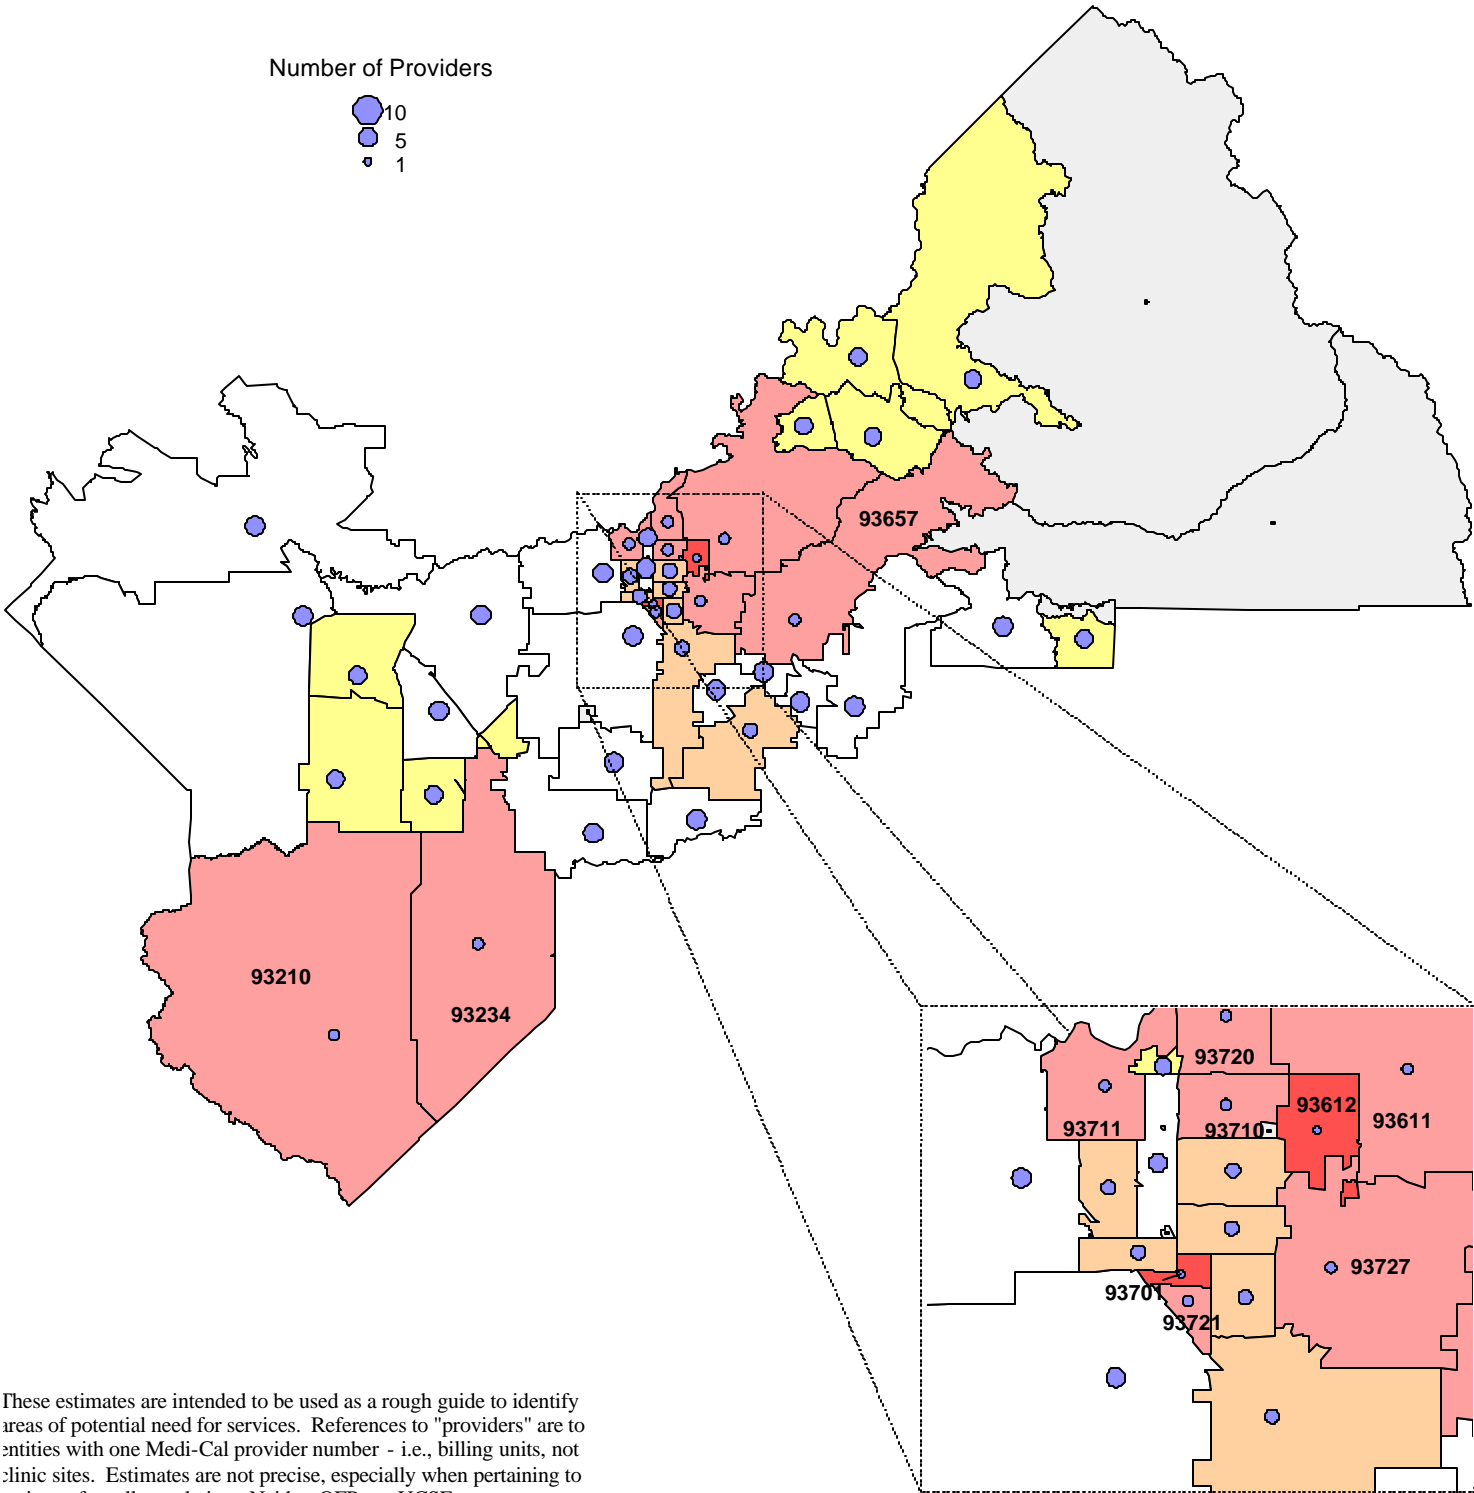 Number of Providers
10
5
1
93657
93210
93234
93720
93612
93611
93711
93710
93727
93701
93721
These estimates are intended to be used as a rough guide to identify
areas of potential need for services. References to "providers" are to
entities with one Medi-Cal provider number - i.e., billing units, not
clinic sites. Estimates are not precise, especially when pertaining to